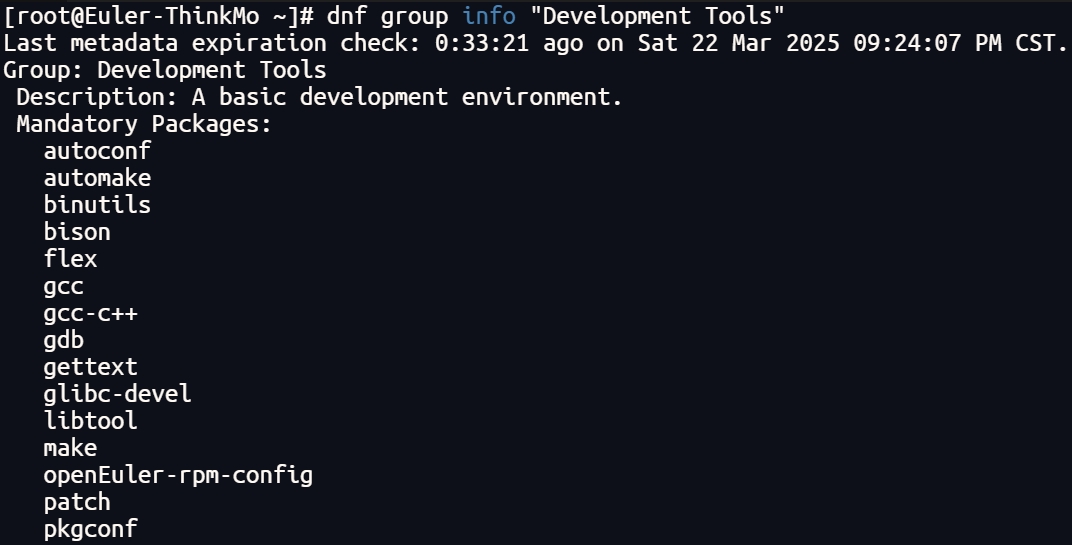 [root@Euler-ThinkMo ~]# dnf group info "Development Tools"
Last metadata expiration check: 0:33:21 ago on Sat 22 Mar 2025 09:24:07 PM CST.
Group: Development Tools
 Description: A basic development environment.
 Mandatory Packages:
   autoconf
   automake
   binutils
   bison
   flex
   gcc
   gcc-c++
   gdb
   gettext
   glibc-devel
   libtool
   make
   openEuler-rpm-config
   patch
   pkgconf